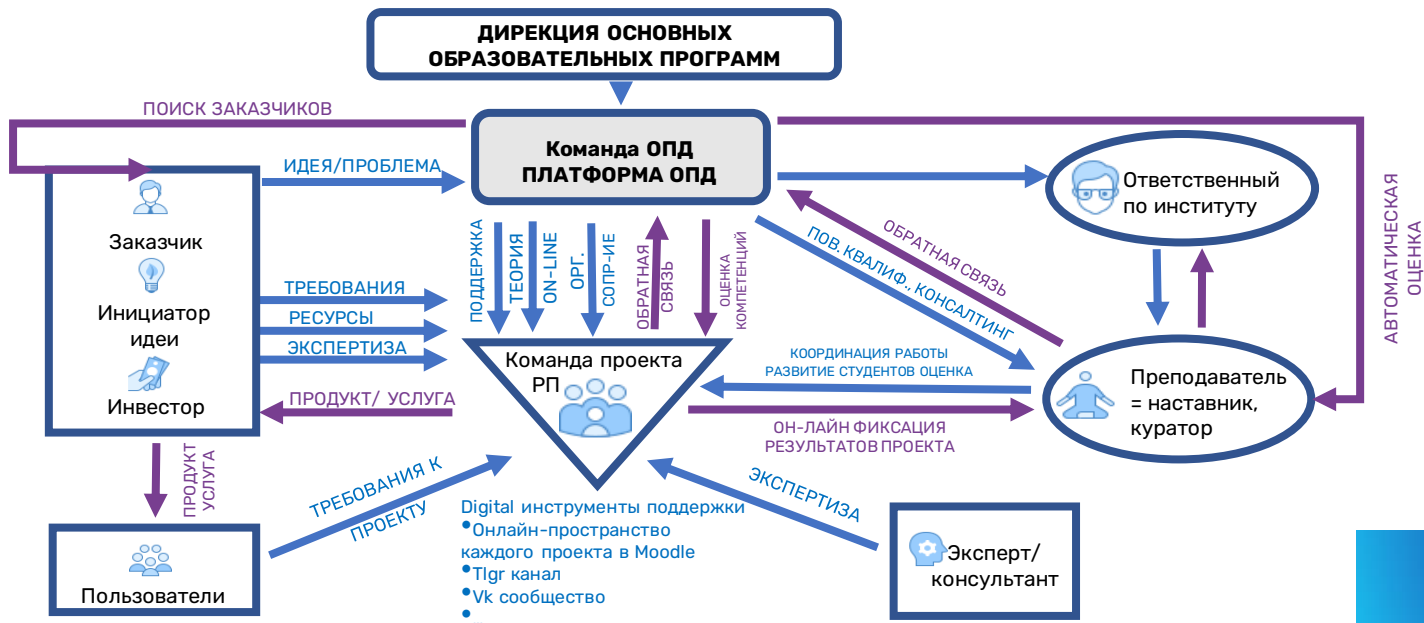 ДИРЕКЦИЯ ОСНОВНЫХ
ОБРАЗОВАТЕЛЬНЫХ ПРОГРАММ
ПОИСК ЗАКАЗЧИКОВ
Команда ОПД
ПЛАТФОРМА ОПД
ИДЕЯ/ПРОБЛЕМА
Заказчик
Инициатор
идеи
Инвестор
ТРЕБОВАНИЯ
РЕСУРСЫ
ЭКСПЕРТИЗА
ПРОДУКТ/ УСЛУГА
ПОДДЕРЖКА
ТЕОРИЯ
ON-LINE
ОРГ.
СОПР-ИЕ
ОБРАТНАЯ
СВЯЗЬ
ОЦЕНКА
КОМПЕТЕНЦИЙ
ОБРАТНАЯ СВЯЗЬ
ПОВ. КВАЛИФ., КОНСАЛТИНГ
Ответственный
по институту
АВТОМАТИЧЕСКАЯ
ОЦЕНКА
Команда проекта
РП
КООРДИНАЦИЯ РАБОТЫ
РАЗВИТИЕ СТУДЕНТОВ ОЦЕНКА
ОН-ЛАЙН ФИКСАЦИЯ
РЕЗУЛЬТАТОВ ПРОЕКТА
Преподаватель
= наставник,
куратор
ПРОДУКТ
УСЛУГА
ТРЕБОВАНИЯ К
ПРОЕКТУ
Пользователи
Digital инструменты поддержки
•Онлайн-пространство
каждого проекта в Moodle
•Tlgr канал
•Vk сообщество
•
ЭКСПЕРТИЗА
Эксперт/
консультант